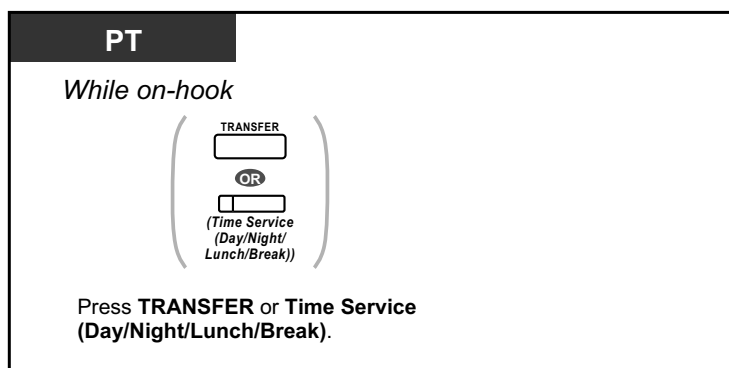 PT
While on-hook
TRANSFER
OR
(Time Service
(Day/Night/
Lunch/Break))
Press TRANSFER or Time Service
(Day/Night/Lunch/Break).